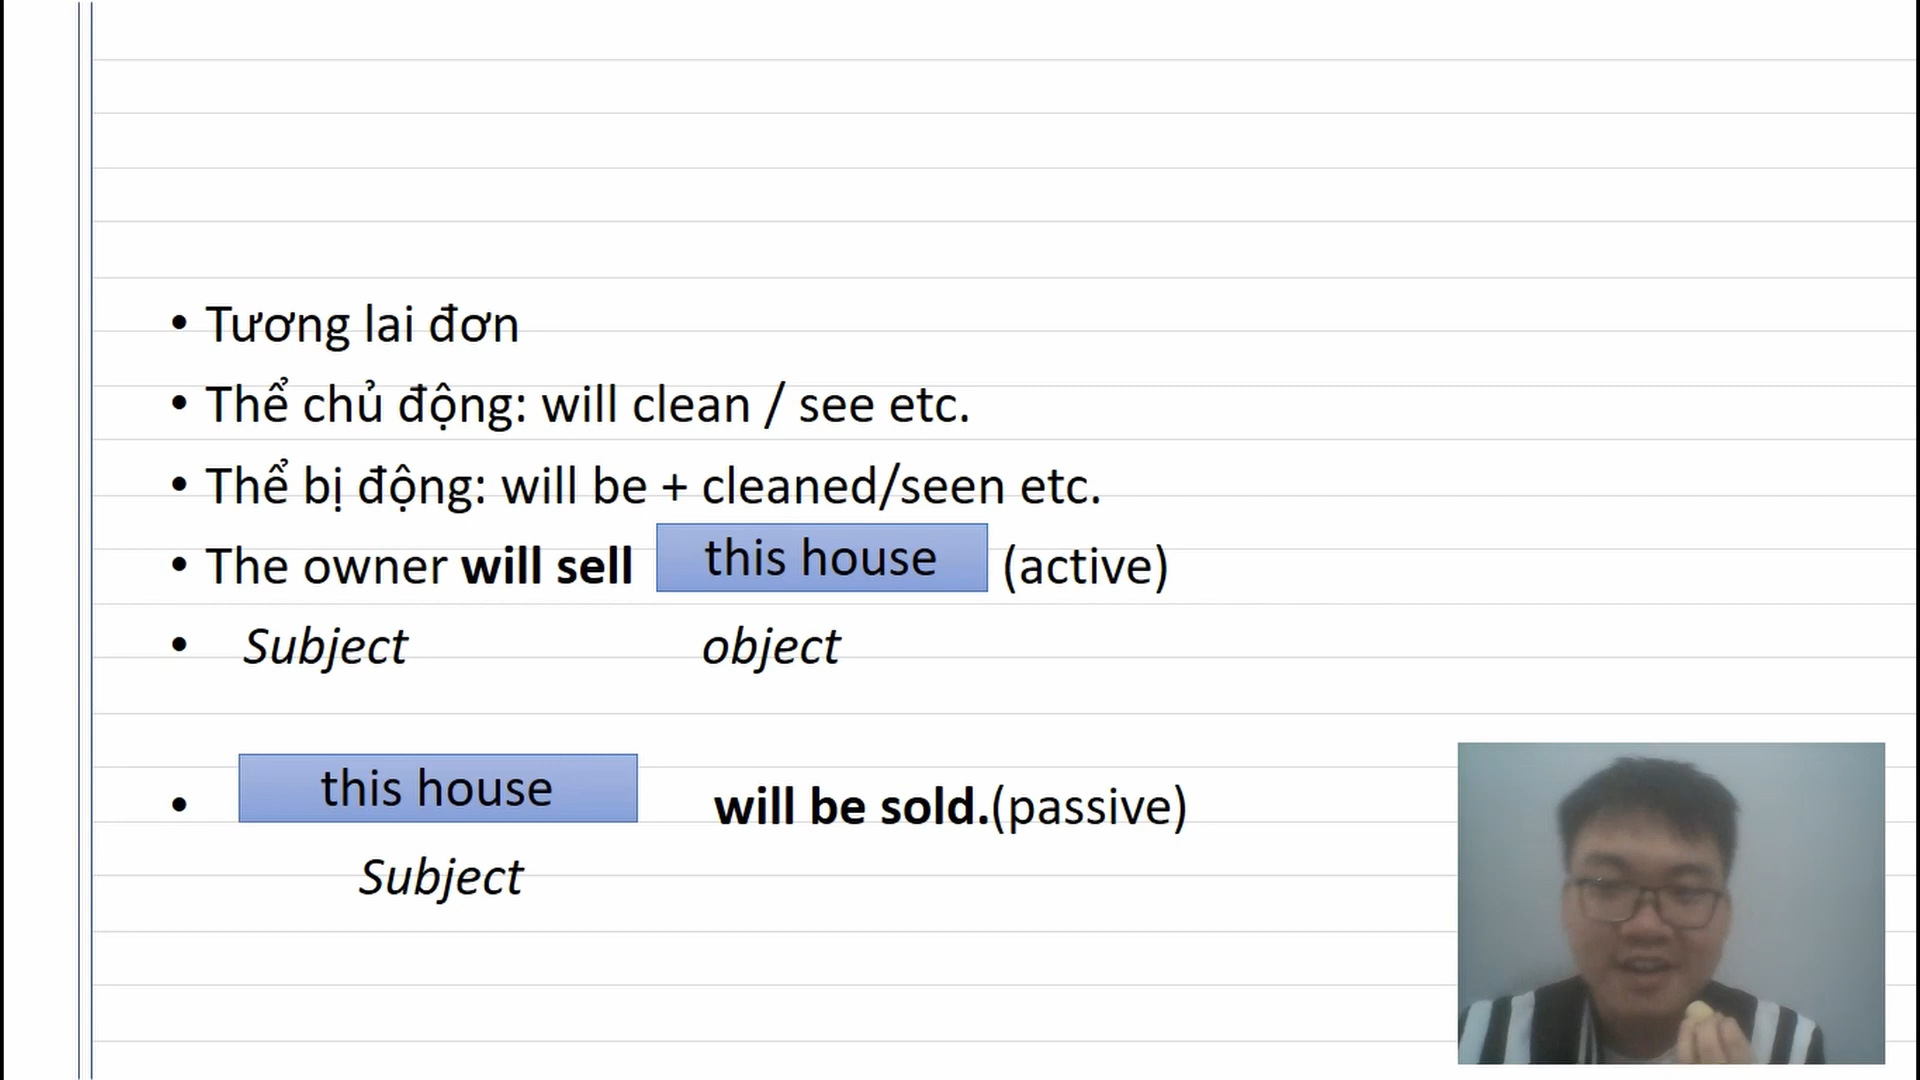 • Tương lai đơn
• Thể chủ động: will clean / see etc.
• Thể bị động: will be + cleaned/seen etc.
• The owner will sell this house (active)
• Subject object
• this house will be sold.(passive)
Subject